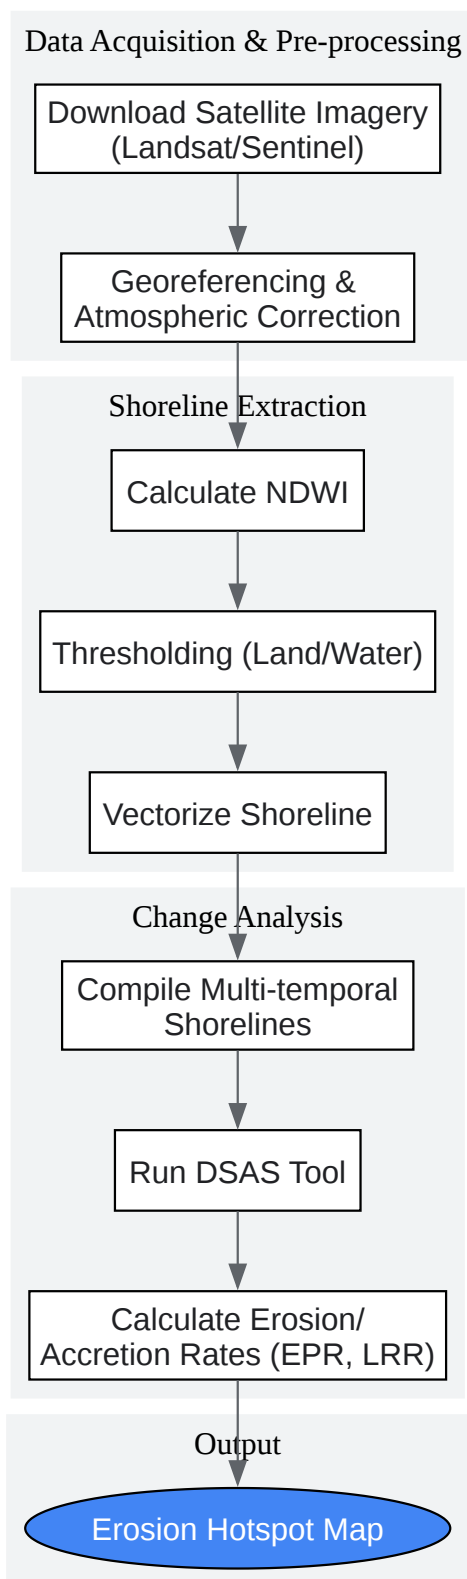 Data Acquisition & Pre-processing
Download Satellite Imagery
(Landsat/Sentinel)
Georeferencing &
Atmospheric Correction
Shoreline Extraction
Calculate NDWI
Thresholding (Land/Water)
Vectorize Shoreline
Change Analysis
Compile Multi-temporal
Shorelines
Run DSAS Tool
Calculate Erosion/
Accretion Rates (EPR, LRR)
Output
Erosion Hotspot Map